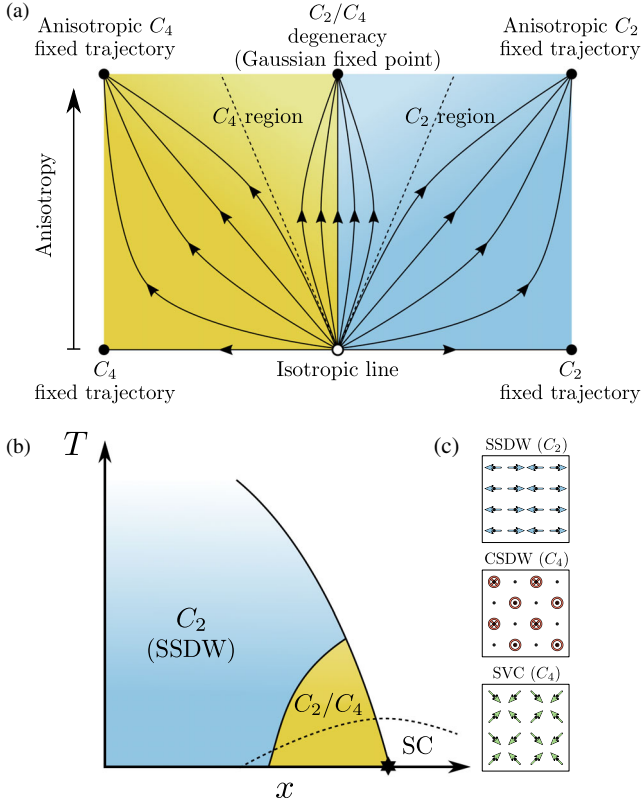 (a)
Anisotropic C4
fixed trajectory
C2/C4
degeneracy
(Gaussian fixed point)
Anisotropic C2
fixed trajectory
C4 region
C2 region
Anisotropy
C4
fixed trajectory
Isotropic line
C2
fixed trajectory
(b)
T
C2
(SSDW)
C2/C4
SC
x
(c)
SSDW (C2)
CSDW (C4)
SVC (C4)